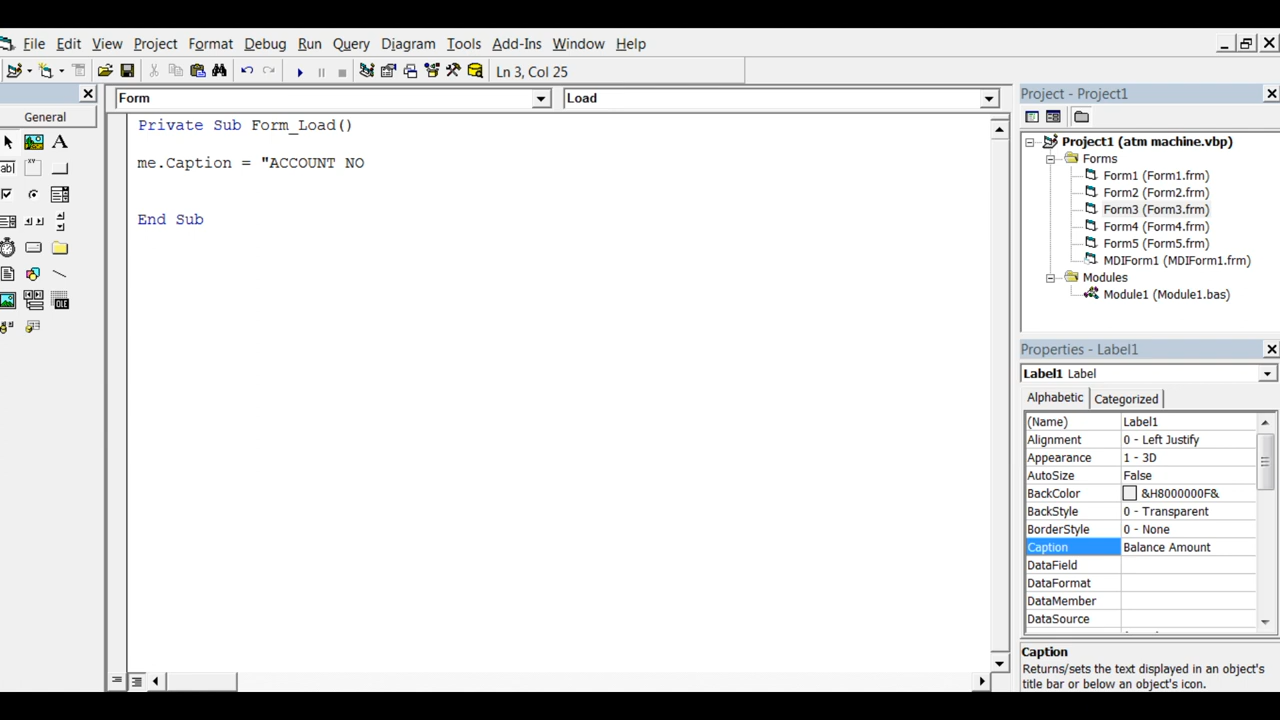 File Edit View Project Format Debug Run Query Diagram Tools Add-Ins Window Help
Ln 3, Col 25
General
A
abl
XY
OLE
Form
Load
Private Sub Form_Load()
me.Caption = "ACCOUNT NO
End Sub
Project - Project1
Project1 (atm machine.vbp)
Forms
Form1 (Form1.frm)
Form2 (Form2.frm)
Form3 (Form3.frm)
Form4 (Form4.frm)
Form5 (Form5.frm)
MDIForm1 (MDIForm1.frm)
Modules
Module1 (Module1.bas)
Properties - Label1
Label1 Label
Alphabetic Categorized
(Name) Label1
Alignment 0 - Left Justify
Appearance 1 - 3D
AutoSize False
BackColor &H8000000F&
BackStyle 0 - Transparent
BorderStyle 0 - None
Caption Balance Amount
DataField
DataFormat
DataMember
DataSource
Caption
Returns/sets the text displayed in an object's
title bar or below an object's icon.